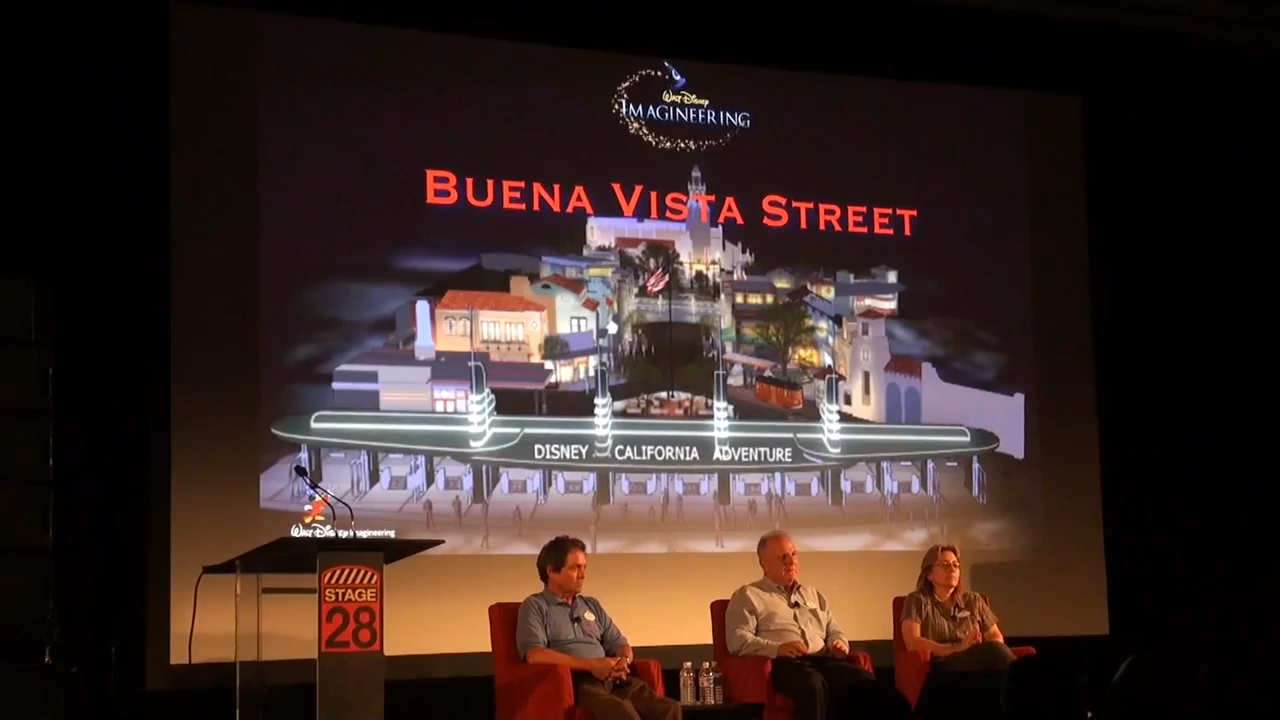 Walt Disney
IMAGINEERING
BUENA VISTA STREET
DISNEY CALIFORNIA ADVENTURE
Walt Disney Imagineering
STAGE
28